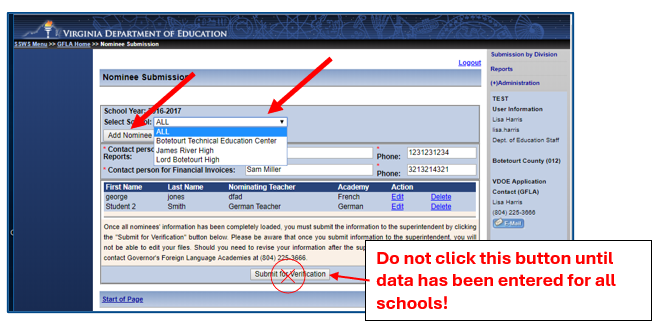 VIRGINIA DEPARTMENT OF EDUCATION
SSWS Menu >> GFLA Home >> Nominee Submission
Logout
Nominee Submission
School Year: 2016-2017
Select School: ALL
ALL
Botetourt Technical Education Center
James River High
Lord Botetourt High
Add Nominee
* Contact perso
Reports:
* Phone: 1231231234
* Contact person for Financial Invoices: Sam Miller
* Phone: 3213214321
First Name Last Name Nominating Teacher Academy Action
george jones dfad French Edit Delete
Student 2 Smith German Teacher German Edit Delete
Once all nominees' information has been completely loaded, you must submit the information to the superintendent by clicking
the "Submit for Verification" button below. Please be aware that once you submit information to the superintendent, you will
not be able to edit your files. Should you need to revise your information after the sup
contact Governor's Foreign Language Academies at (804) 225-3666.
Submit for Verification
Start of Page
Submission by Division
Reports
(+)Administration
TEST
User Information
Lisa Harris
lisa.harris
Dept. of Education Staff
Botetourt County (012)
VDOE Application
Contact (GFLA)
Lisa Harris
(804) 225-3666
E-Mail
Do not click this button until
data has been entered for all
schools!